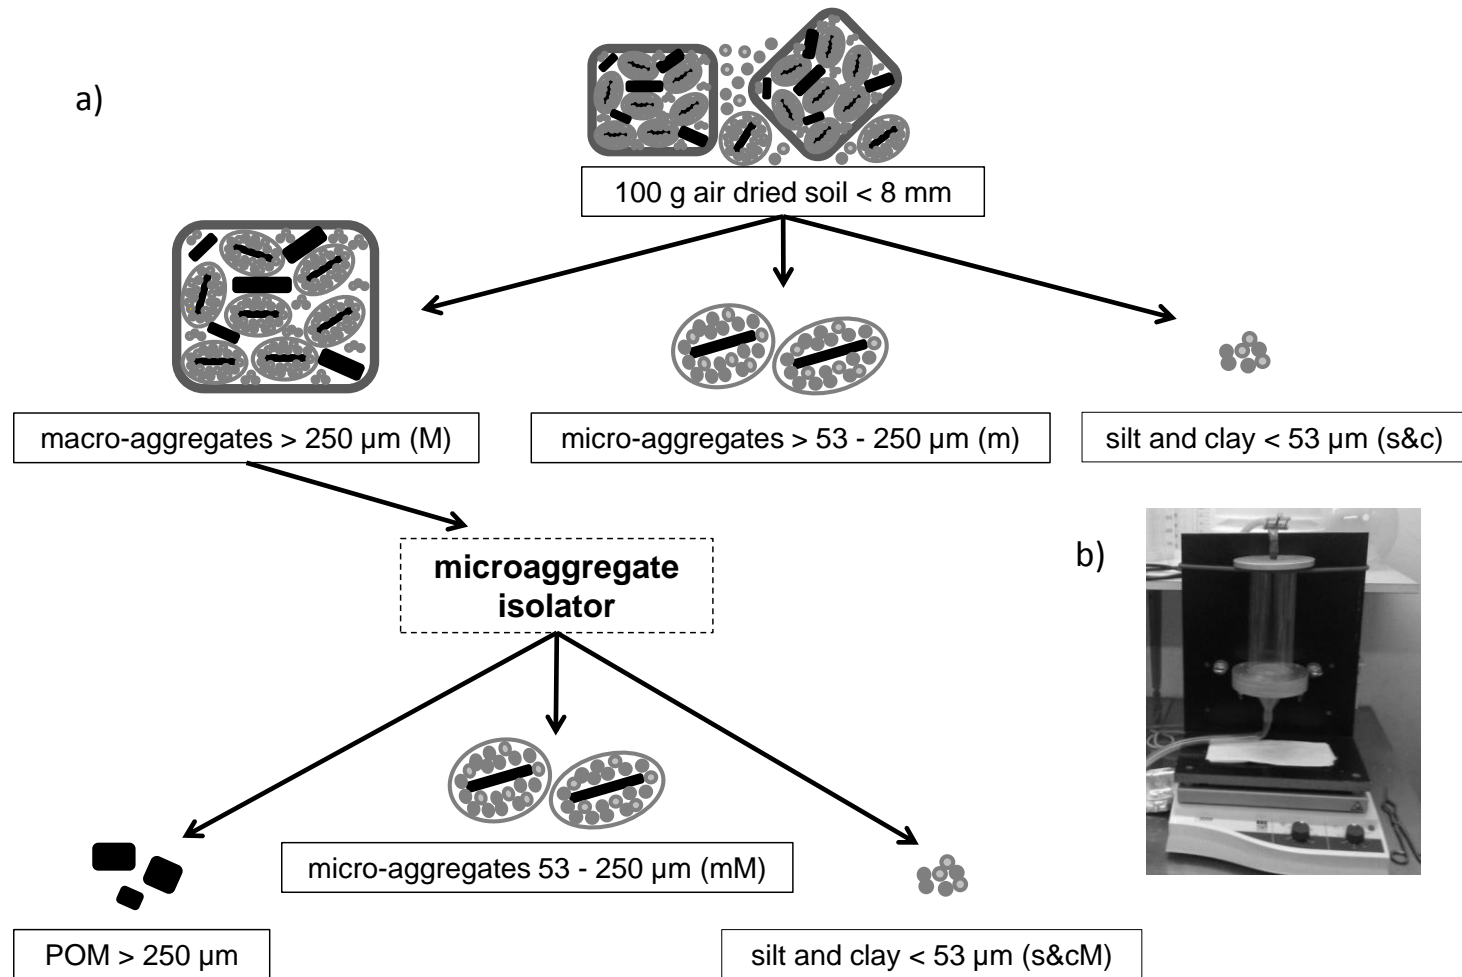 a)
100 g air dried soil < 8 mm
macro-aggregates > 250 µm (M)
micro-aggregates > 53 - 250 µm (m)
silt and clay < 53 µm (s&c)
microaggregate
isolator
b)
micro-aggregates 53 - 250 µm (mM)
POM > 250 µm
silt and clay < 53 µm (s&cM)